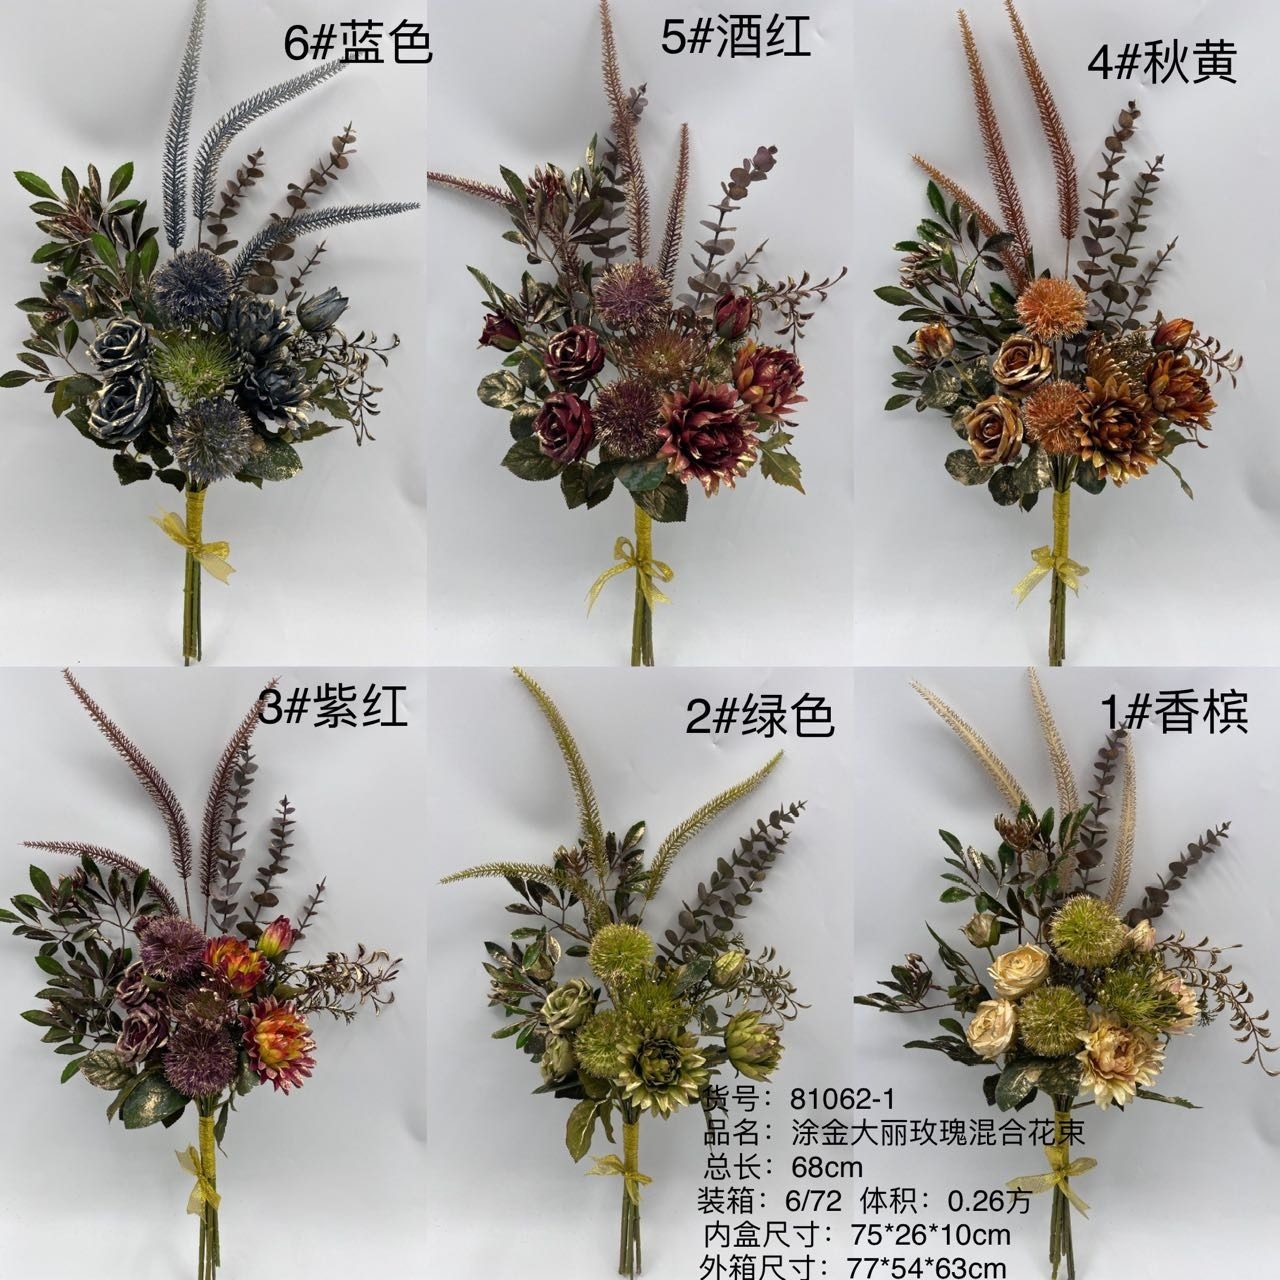 6#蓝色
5#酒红
4#秋黄
3#紫红
2#绿色
1#香槟
货号：81062-1
品名：涂金大丽玫瑰混合花束
总长：68cm
装箱：6/72 体积：0.26方
内盒尺寸：75*26*10cm
外箱尺寸：77*54*63cm